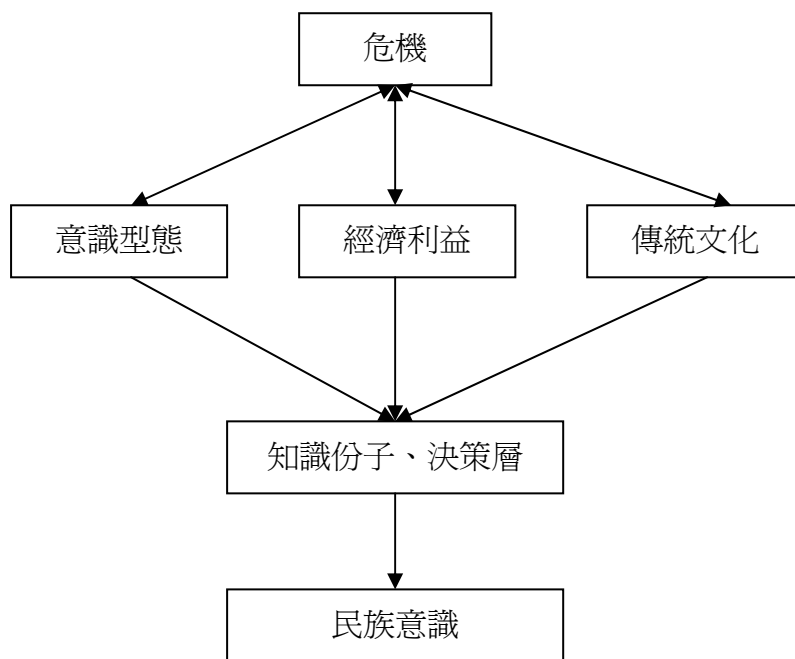 危機
意識型態
經濟利益
傳統文化
知識份子、決策層
民族意識